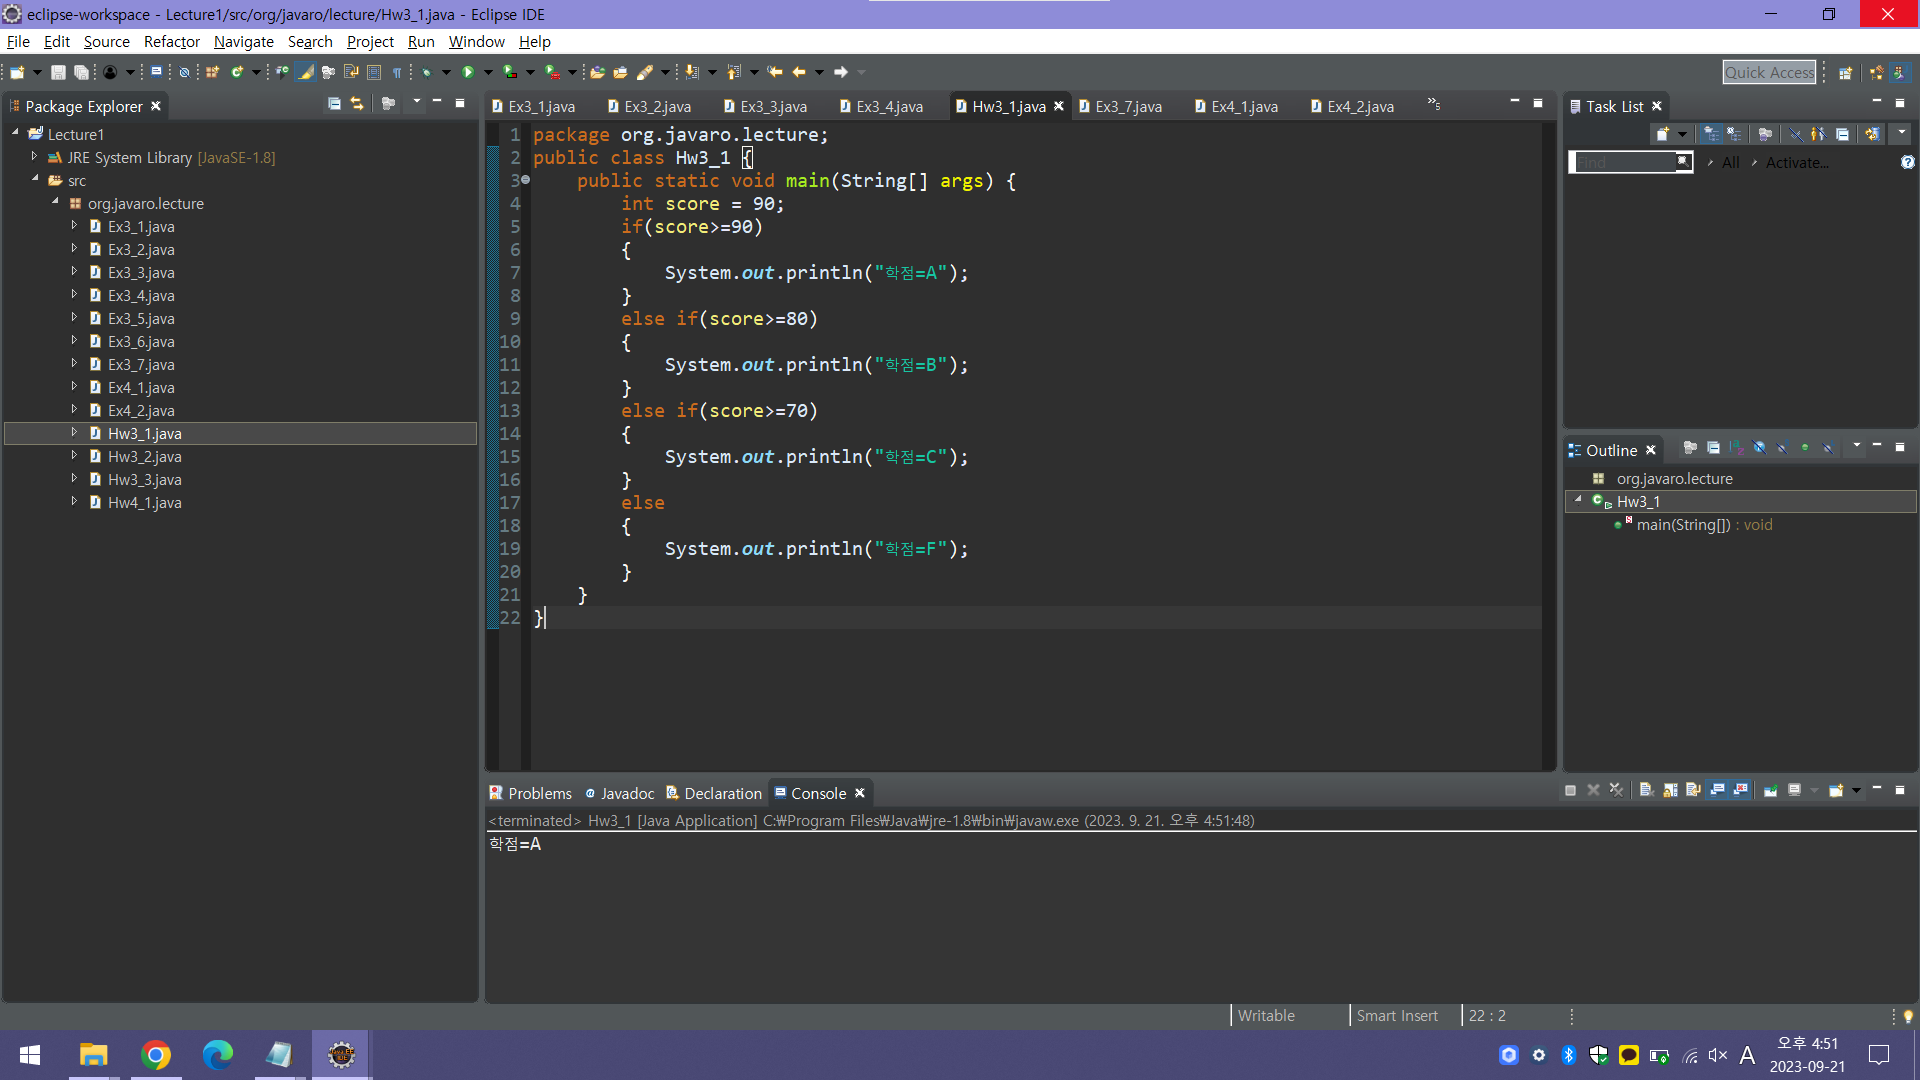 eclipse-workspace - Lecture1/src/org/javaro/lecture/Hw3_1.java - Eclipse IDE
File Edit Source Refactor Navigate Search Project Run Window Help
Quick Access
Package Explorer
Lecture1
JRE System Library [JavaSE-1.8]
src
org.javaro.lecture
Ex3_1.java
Ex3_2.java
Ex3_3.java
Ex3_4.java
Ex3_5.java
Ex3_6.java
Ex3_7.java
Ex4_1.java
Ex4_2.java
Hw3_1.java
Hw3_2.java
Hw3_3.java
Hw4_1.java
Ex3_1.java Ex3_2.java Ex3_3.java Ex3_4.java Hw3_1.java Ex3_7.java Ex4_1.java Ex4_2.java »5
1 package org.javaro.lecture;
2 public class Hw3_1 {
3 public static void main(String[] args) {
4 int score = 90;
5 if(score>=90)
6 {
7 System.out.println("학점=A");
8 }
9 else if(score>=80)
10 {
11 System.out.println("학점=B");
12 }
13 else if(score>=70)
14 {
15 System.out.println("학점=C");
16 }
17 else
18 {
19 System.out.println("학점=F");
20 }
21 }
22 }
Task List
Find All Activate...
Outline
org.javaro.lecture
Hw3_1
main(String[]) : void
Problems Javadoc Declaration Console
<terminated> Hw3_1 [Java Application] C:₩Program Files₩Java₩jre-1.8₩bin₩javaw.exe (2023. 9. 21. 오후 4:51:48)
학점=A
Writable Smart Insert 22 : 2
A 오후 4:51
2023-09-21